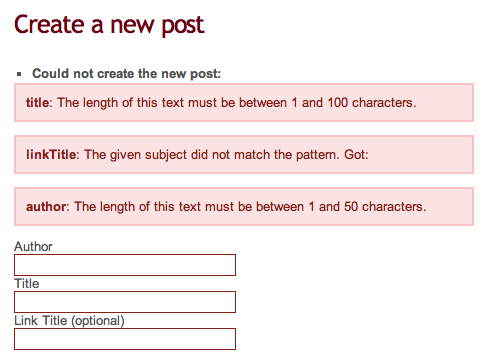 Create a new post
Could not create the new post:
title: The length of this text must be between 1 and 100 characters.
linkTitle: The given subject did not match the pattern. Got:
author: The length of this text must be between 1 and 50 characters.
Author
Title
Link Title (optional)